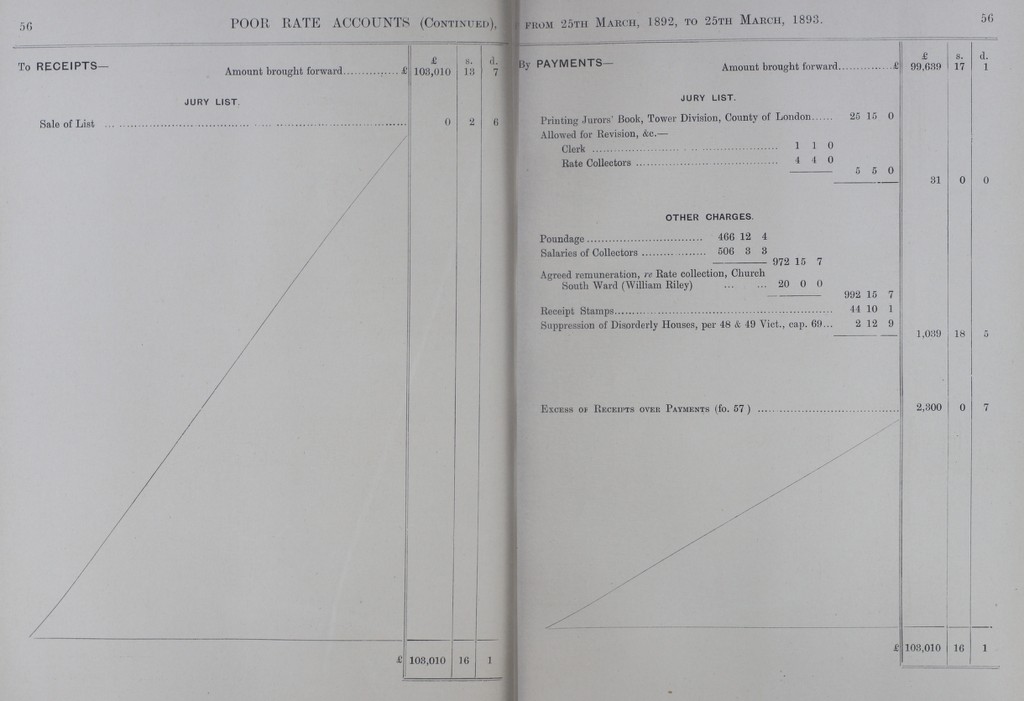 56 POOR RATE ACCOUNTS (Continued),
£ s. d.
To RECEIPTS—
Amount brought forward.............. £ 103,010 13 7
JURY LIST.
Sale of List ........................ 0 2 6
£ 103,010 16 1
from 25th March, 1892, to 25th March, 1893. 56
£ s. d.
By PAYMENTS—
Amount brought forward..............£ 99,639 17 1
JURY LIST.
Printing Jurors' Book, Tower Division, County of London...... 25 15 0
Allowed for Revision, &c.—
Clerk ........................ 1 1 0
Rate Collectors ........................ 4 4 0
5 5 0
31 0 0
OTHER CHARGES.
Poundage ........................ 466 12 4
Salaries of Collectors .................. 506 3 3
972 15 7
Agreed remuneration, re Rate collection, Church
South Ward (William Riley) ... ... 20 0 0
992 15 7
Receipt Stamps........................ 44 10 1
Suppression of Disorderly Houses, per 48 & 49 Vict., cap. 69... 2 12 9
1,039 18 5
Excess of Receipts over Payments (fo. 57) ........................ 2,300 0 7
£ 103,010 16 1